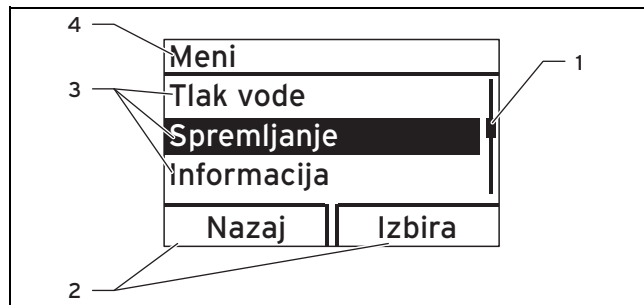 4
Meni
1
3
Tlak vode
Spremljanje
Informacija
Nazaj Izbira
2